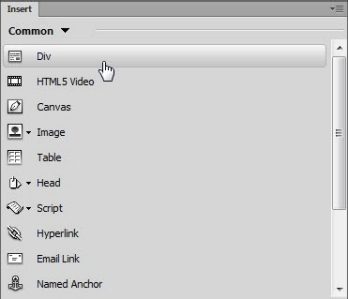 Insert
Common
Div
HTML5 Video
Canvas
Image
Table
Head
Script
Hyperlink
Email Link
Named Anchor